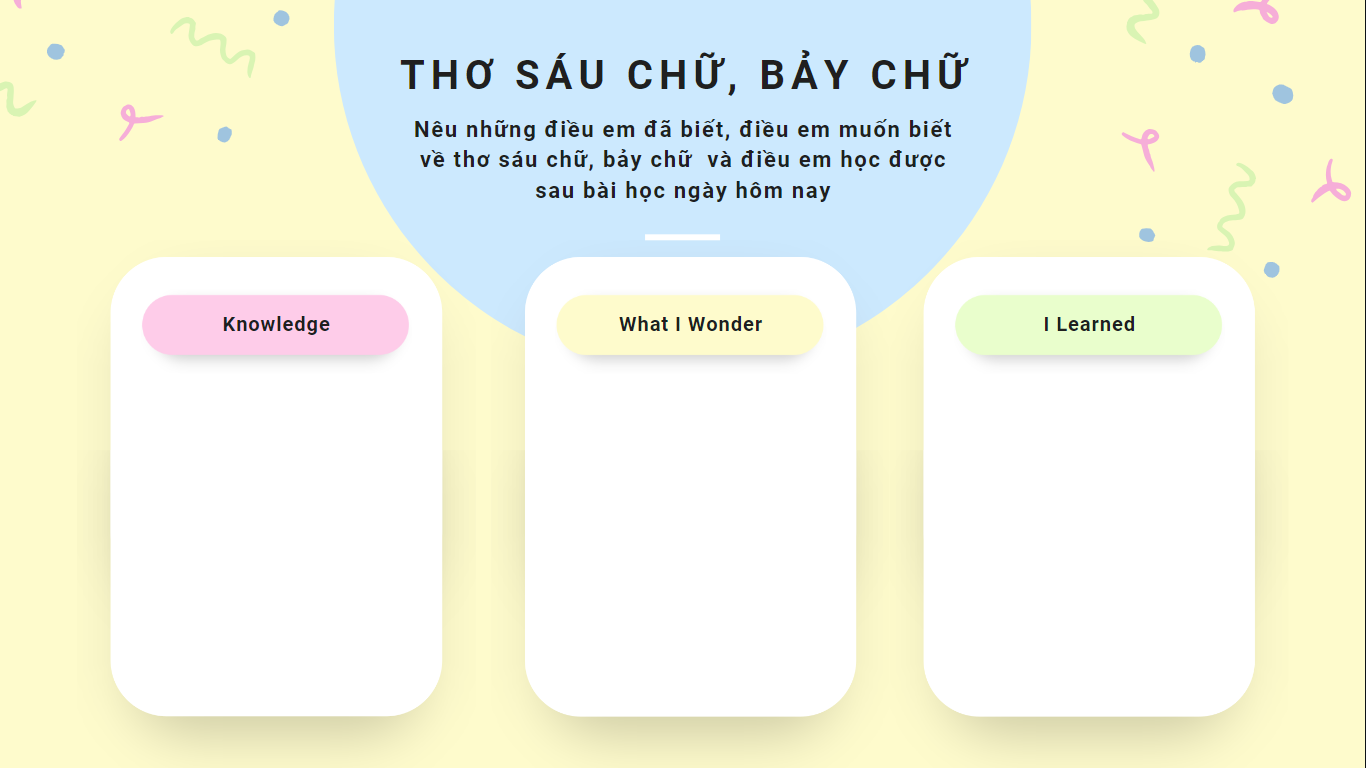 THƠ SÁU CHỮ, BẢY CHỮ
Nêu những điều em đã biết, điều em muốn biết
về thơ sáu chữ, bảy chữ  và điều em học được
sau bài học ngày hôm nay
Knowledge
What I Wonder
I Learned